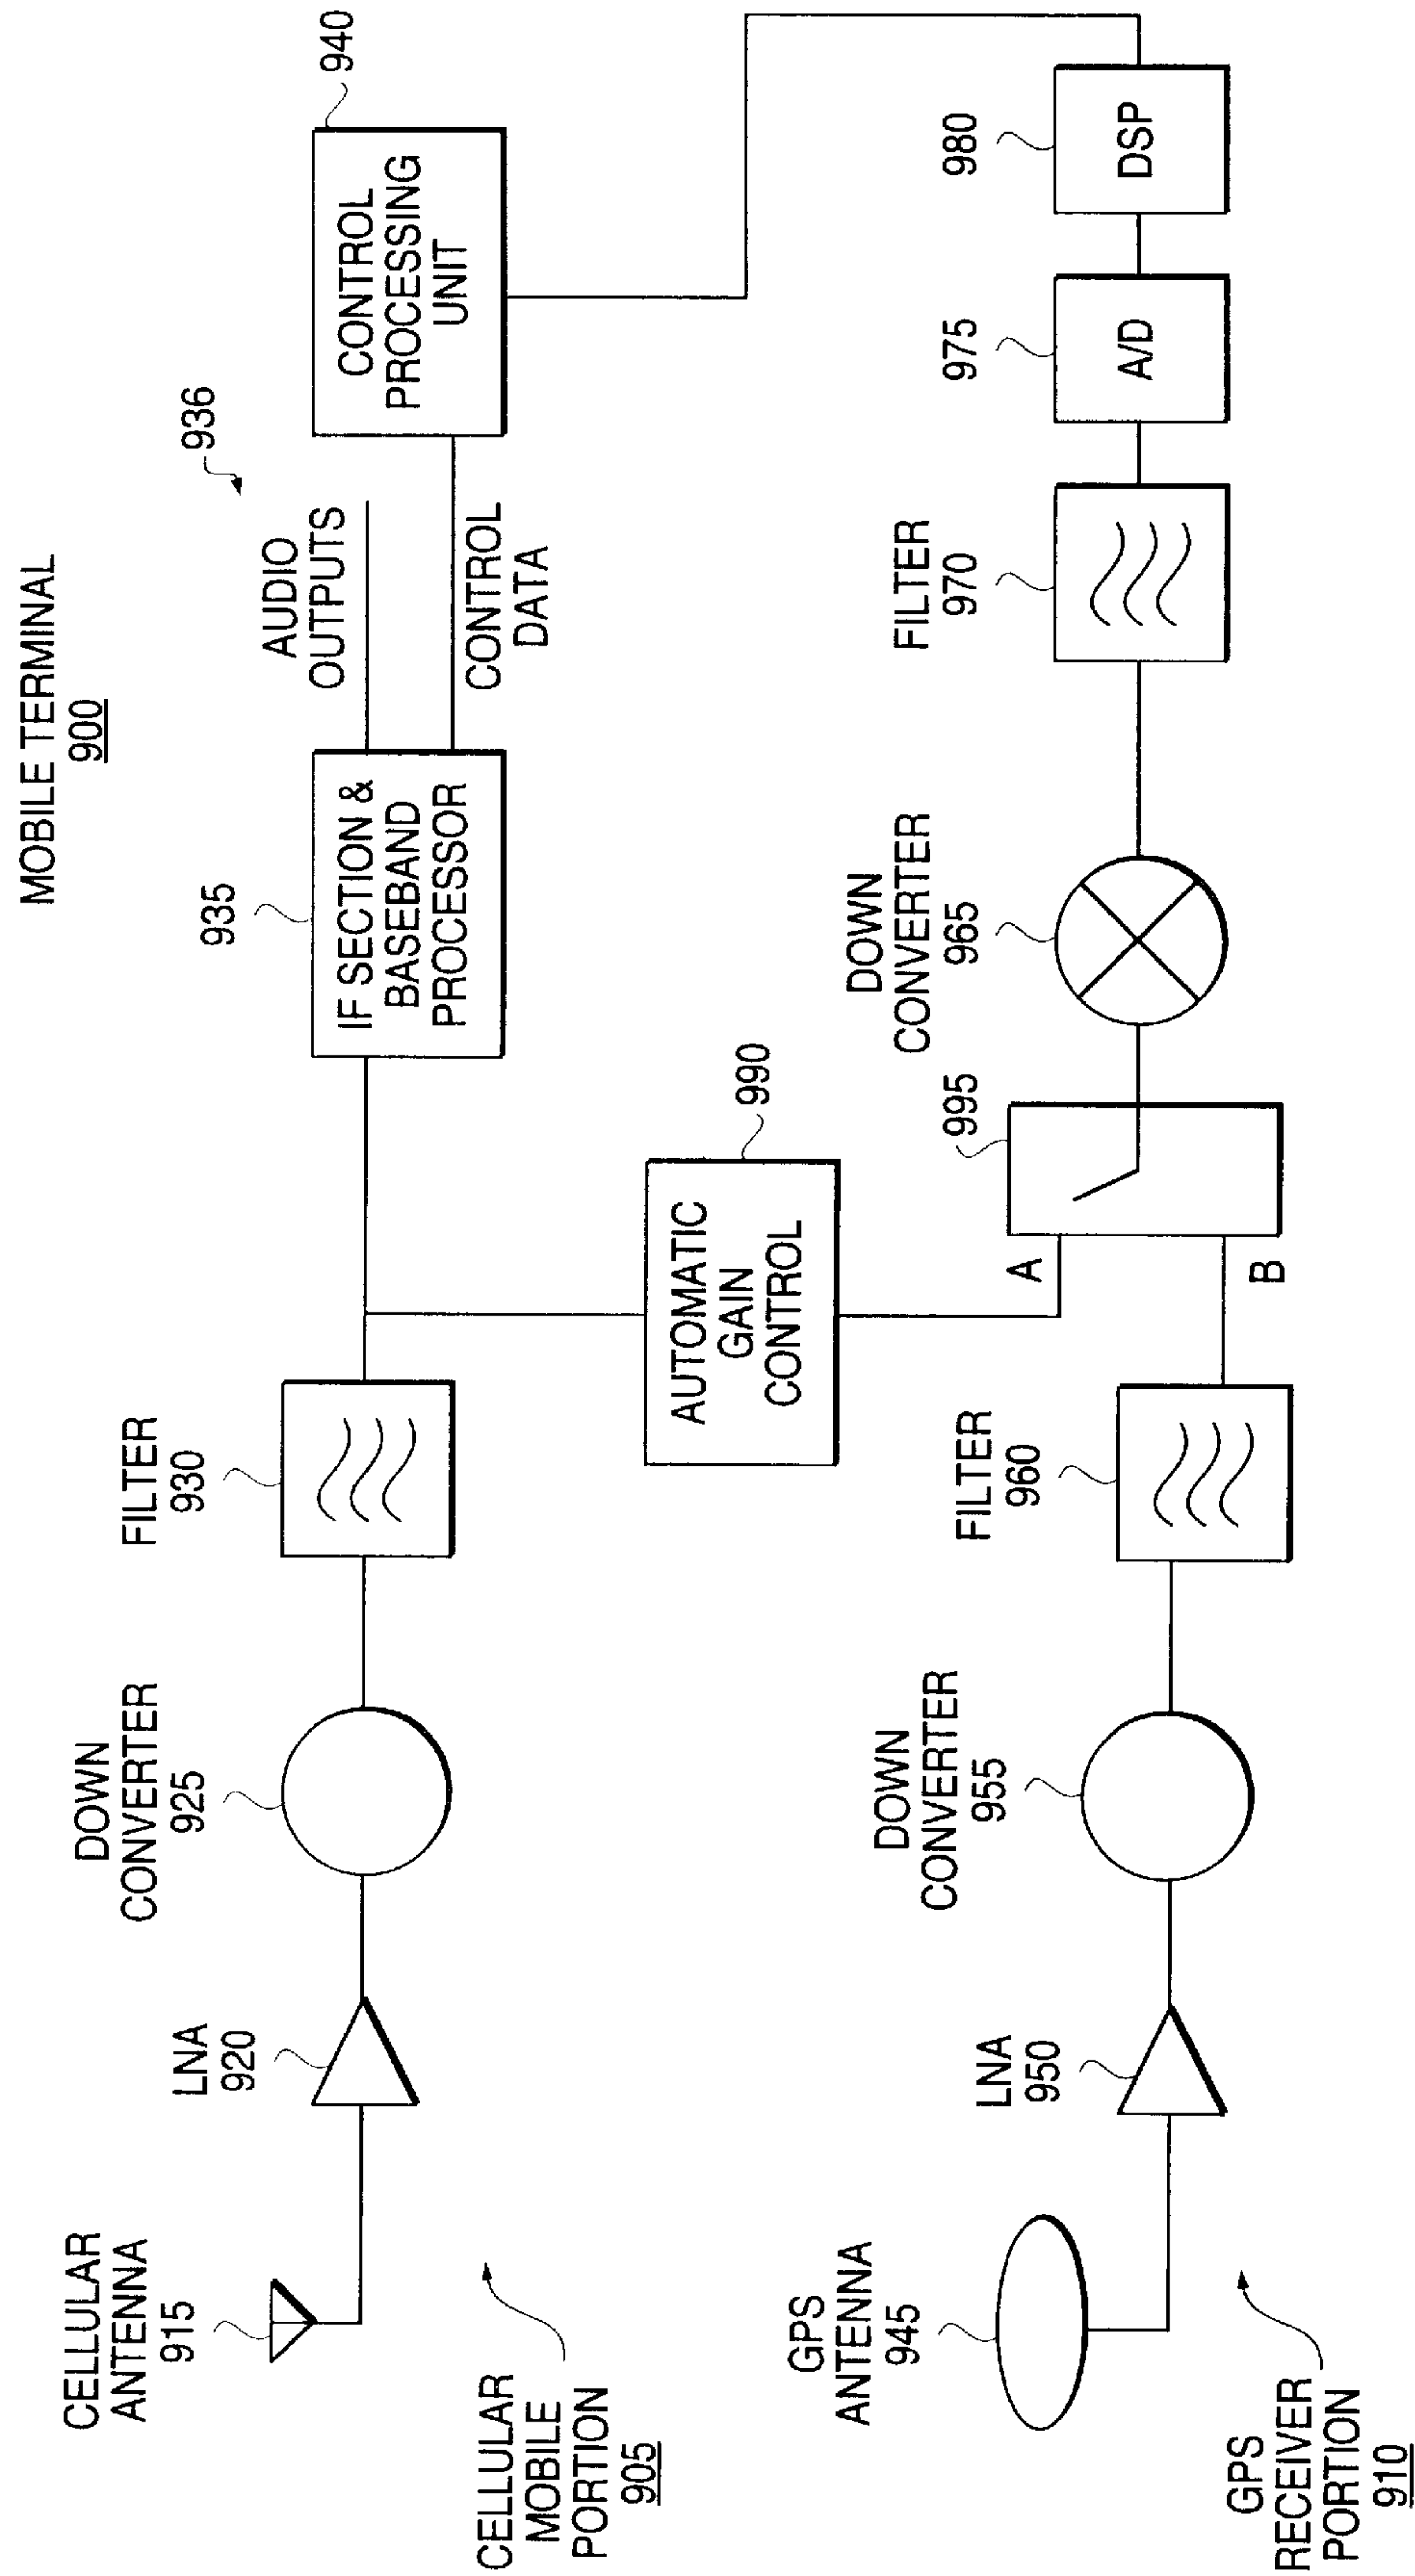 MOBILE TERMINAL
900
CELLULAR
ANTENNA
915
LNA
920
DOWN
CONVERTER
925
FILTER
930
935
IF SECTION &
BASEBAND
PROCESSOR
936
AUDIO
OUTPUTS
CONTROL
DATA
940
CONTROL
PROCESSING
UNIT
CELLULAR
MOBILE
PORTION
905
990
AUTOMATIC
GAIN
CONTROL
GPS
ANTENNA
945
LNA
950
DOWN
CONVERTER
955
FILTER
960
A
B
995
DOWN
CONVERTER
965
FILTER
970
975
A/D
980
DSP
GPS
RECEIVER
PORTION
910